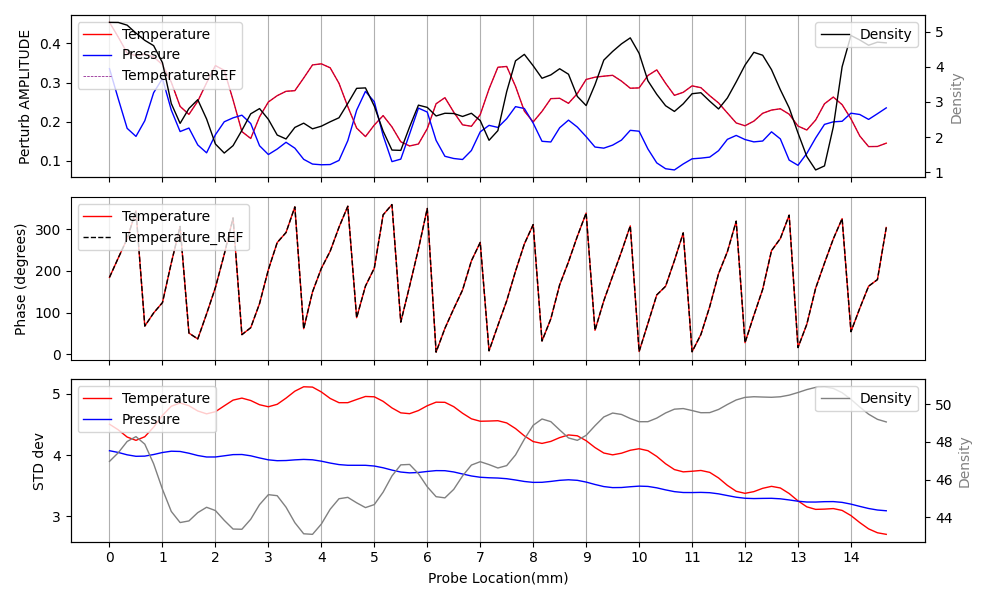 Perturb AMPLITUDE
0.4
0.3
0.2
0.1
Temperature
Pressure
TemperatureREF
Density
5
4
3
2
1
Density
Phase (degrees)
300
200
100
0
Temperature
Temperature_REF
STD dev
5
4
3
Temperature
Pressure
Density
50
48
46
44
Density
0 1 2 3 4 5 6 7 8 9 10 11 12 13 14
Probe Location(mm)